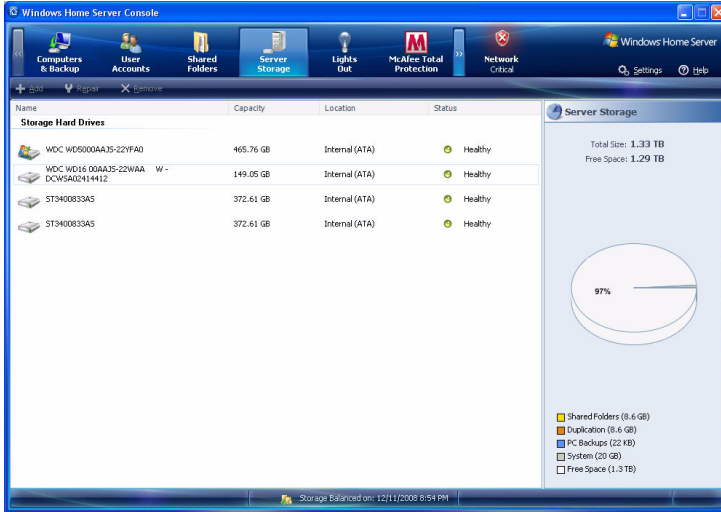 Windows Home Server Console
Computers & Backup
User Accounts
Shared Folders
Server Storage
Lights Out
McAfee Total Protection
Network Critical
Windows Home Server
Settings
Help
Add
Repair
Remove
Name Capacity Location Status
Storage Hard Drives
WDC WD5000AAJS-22YFA0 465.76 GB Internal (ATA) Healthy
WDC WD16 00AAJS-22WAA W -
DCWSA02414412 149.05 GB Internal (ATA) Healthy
ST3400833AS 372.61 GB Internal (ATA) Healthy
ST3400833AS 372.61 GB Internal (ATA) Healthy
Server Storage
Total Size: 1.33 TB
Free Space: 1.29 TB
97%
Shared Folders (8.6 GB)
Duplication (8.6 GB)
PC Backups (22 KB)
System (20 GB)
Free Space (1.3 TB)
Storage Balanced on: 12/11/2008 8:54 PM